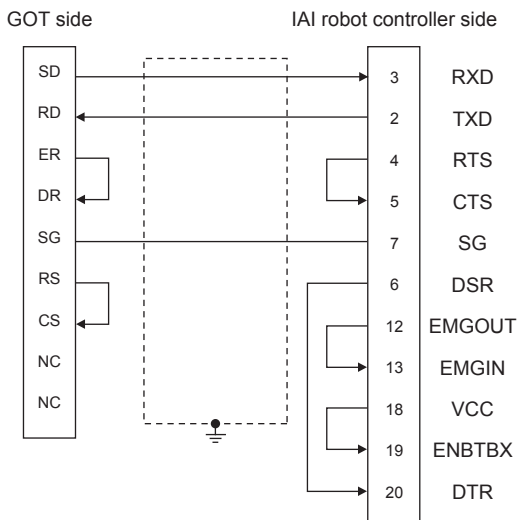 GOT side IAI robot controller side
SD 3 RXD
RD 2 TXD
ER 4 RTS
DR 5 CTS
SG 7 SG
RS 6 DSR
CS 12 EMGOUT
NC 13 EMGIN
NC 18 VCC
19 ENBTBX
20 DTR